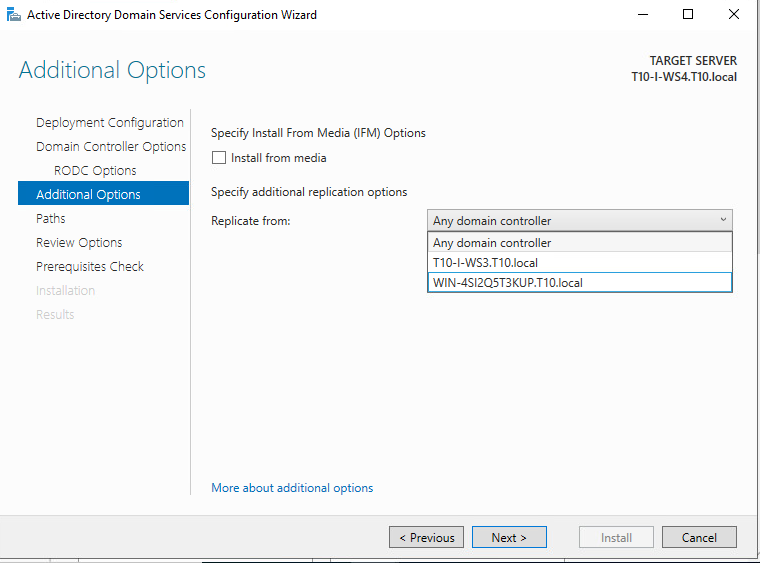 Active Directory Domain Services Configuration Wizard
Additional Options
TARGET SERVER
T10-I-WS4.T10.local
Deployment Configuration
Domain Controller Options
RODC Options
Additional Options
Paths
Review Options
Prerequisites Check
Installation
Results
Specify Install From Media (IFM) Options
Install from media
Specify additional replication options
Replicate from:
Any domain controller
Any domain controller
T10-I-WS3.T10.local
WIN-4SI2Q5T3KUP.T10.local
More about additional options
< Previous
Next >
Install
Cancel